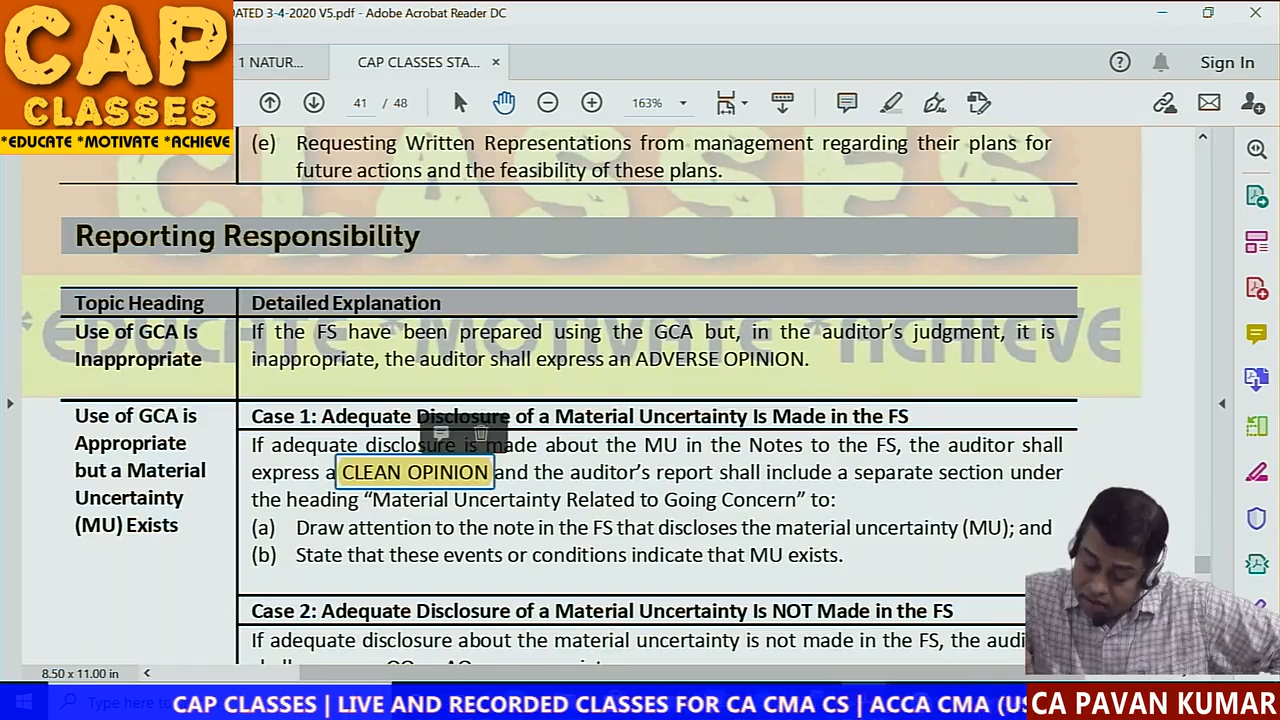 CAP
CLASSES
*EDUCATE *MOTIVATE *ACHIEVE
DATED 3-4-2020 V5.pdf - Adobe Acrobat Reader DC
1 NATUR...
CAP CLASSES STA...
Sign In
41 / 48
163%
(e) Requesting Written Representations from management regarding their plans for
future actions and the feasibility of these plans.
Reporting Responsibility
Topic Heading
Detailed Explanation
Use of GCA Is
Inappropriate
If the FS have been prepared using the GCA but, in the auditor's judgment, it is
inappropriate, the auditor shall express an ADVERSE OPINION.
Use of GCA is
Appropriate
but a Material
Uncertainty
(MU) Exists
Case 1: Adequate Disclosure of a Material Uncertainty Is Made in the FS
If adequate disclosure is made about the MU in the Notes to the FS, the auditor shall
express a CLEAN OPINION and the auditor's report shall include a separate section under
the heading “Material Uncertainty Related to Going Concern” to:
(a) Draw attention to the note in the FS that discloses the material uncertainty (MU); and
(b) State that these events or conditions indicate that MU exists.
Case 2: Adequate Disclosure of a Material Uncertainty Is NOT Made in the FS
If adequate disclosure about the material uncertainty is not made in the FS, the
8.50 x 11.00 in
Type here to
CAP CLASSES | LIVE AND RECORDED CLASSES FOR CA CMA CS | ACCA CMA (US
CA PAVAN KUMAR